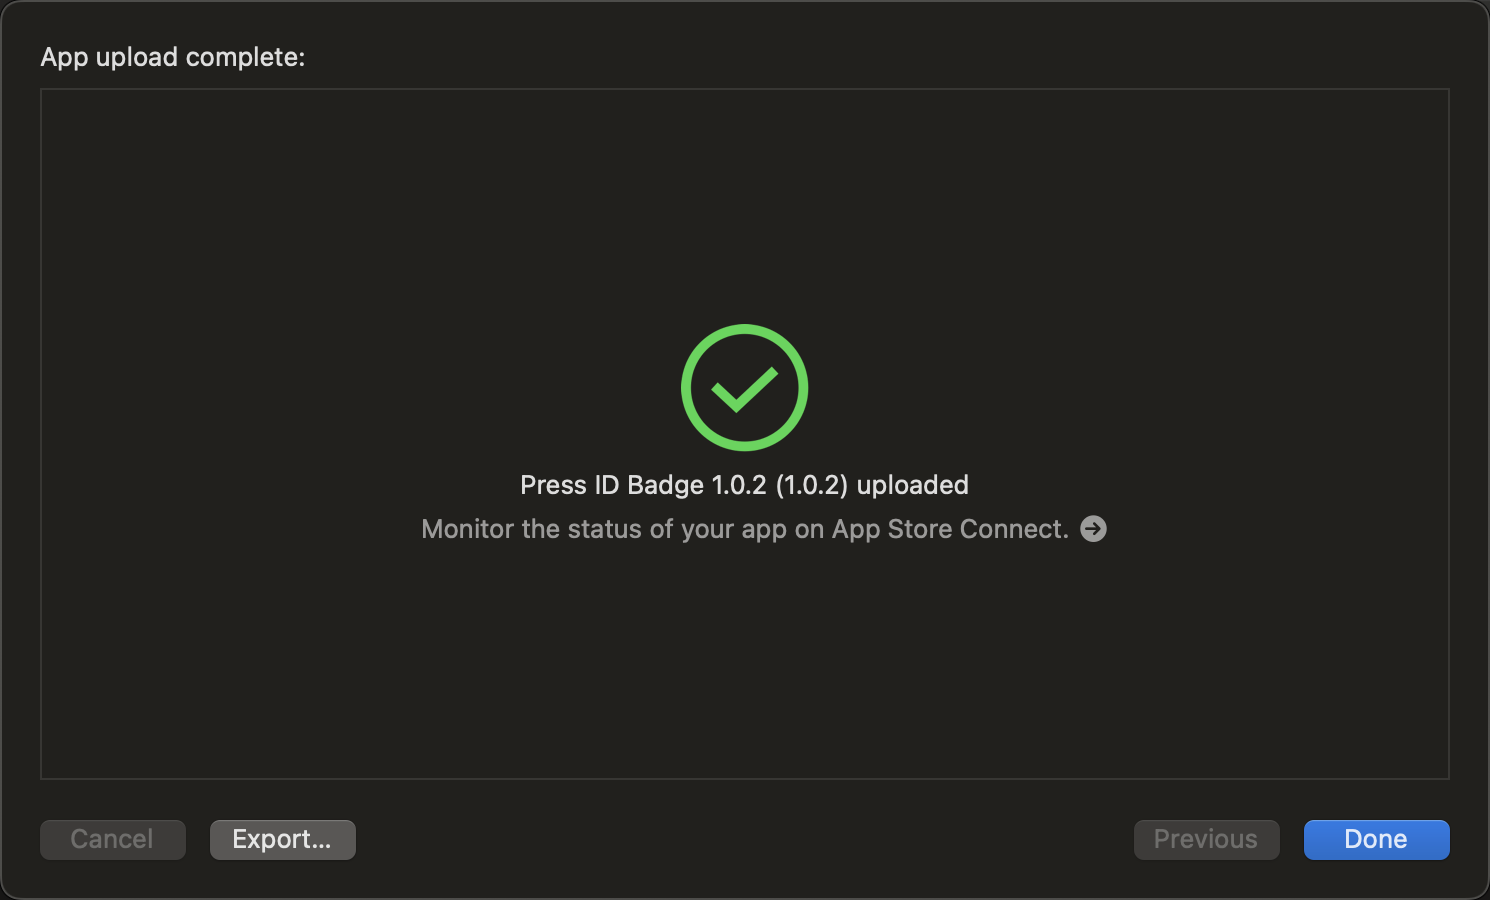 App upload complete:
Press ID Badge 1.0.2 (1.0.2) uploaded
Monitor the status of your app on App Store Connect.
Cancel
Export...
Previous
Done